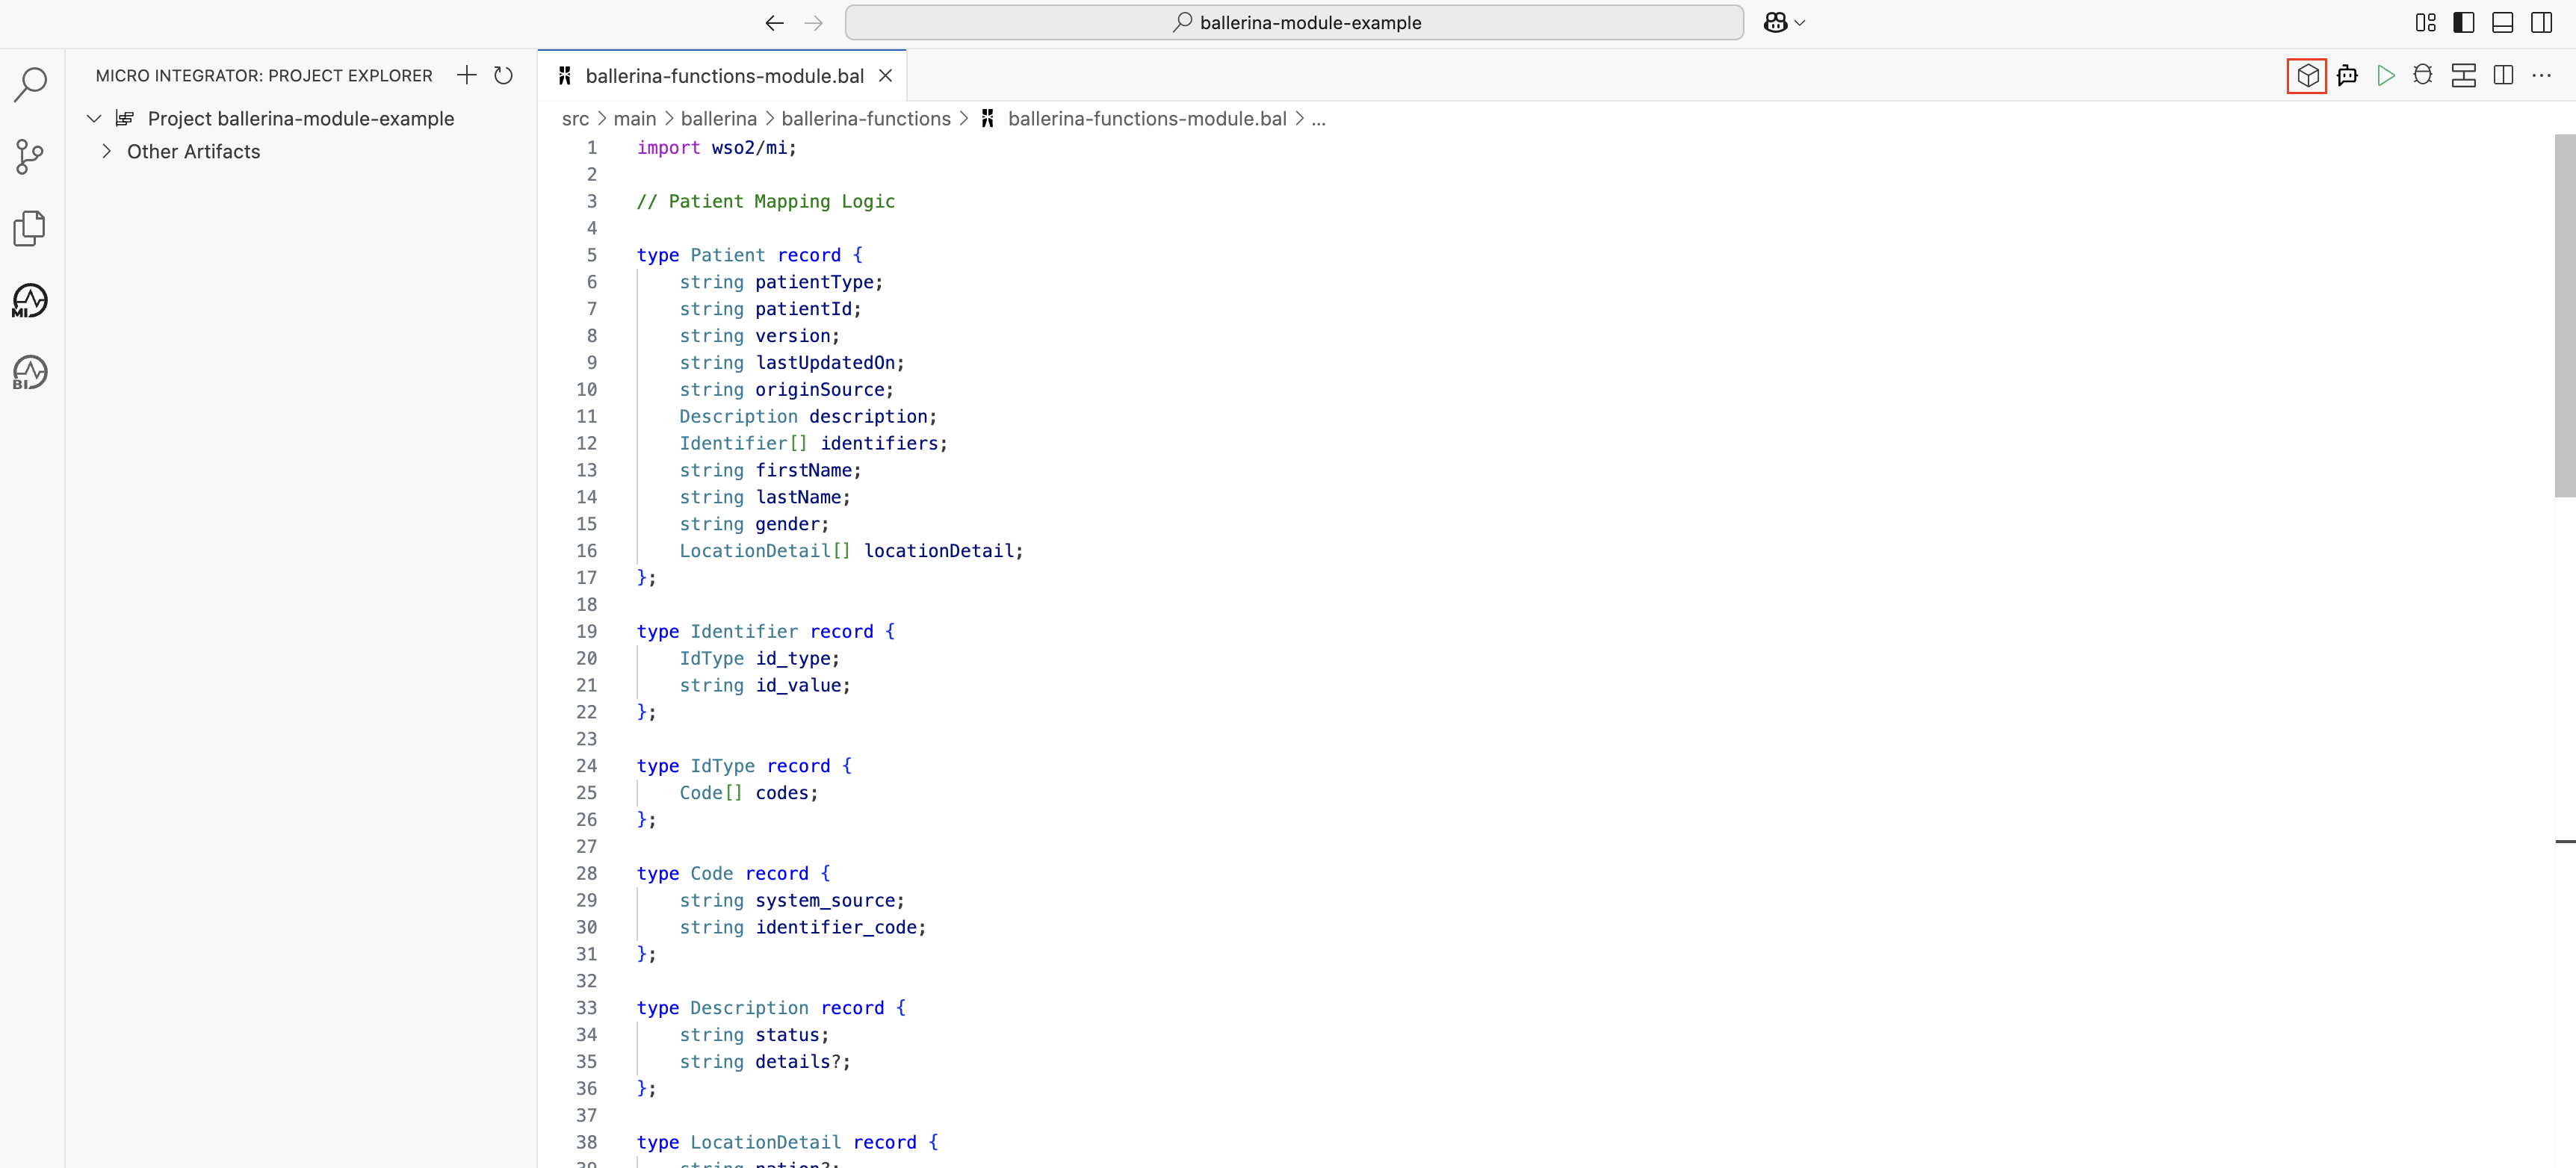 ballerina-module-example
MICRO INTEGRATOR: PROJECT EXPLORER
Project ballerina-module-example
Other Artifacts
MI
BI
ballerina-functions-module.bal
src > main > ballerina > ballerina-functions > ballerina-functions-module.bal > ...
1 import wso2/mi;
2
3 // Patient Mapping Logic
4
5 type Patient record {
6 string patientType;
7 string patientId;
8 string version;
9 string lastUpdatedOn;
10 string originSource;
11 Description description;
12 Identifier[] identifiers;
13 string firstName;
14 string lastName;
15 string gender;
16 LocationDetail[] locationDetail;
17 };
18
19 type Identifier record {
20 IdType id_type;
21 string id_value;
22 };
23
24 type IdType record {
25 Code[] codes;
26 };
27
28 type Code record {
29 string system_source;
30 string identifier_code;
31 };
32
33 type Description record {
34 string status;
35 string details?;
36 };
37
38 type LocationDetail record {
39 string nation?;